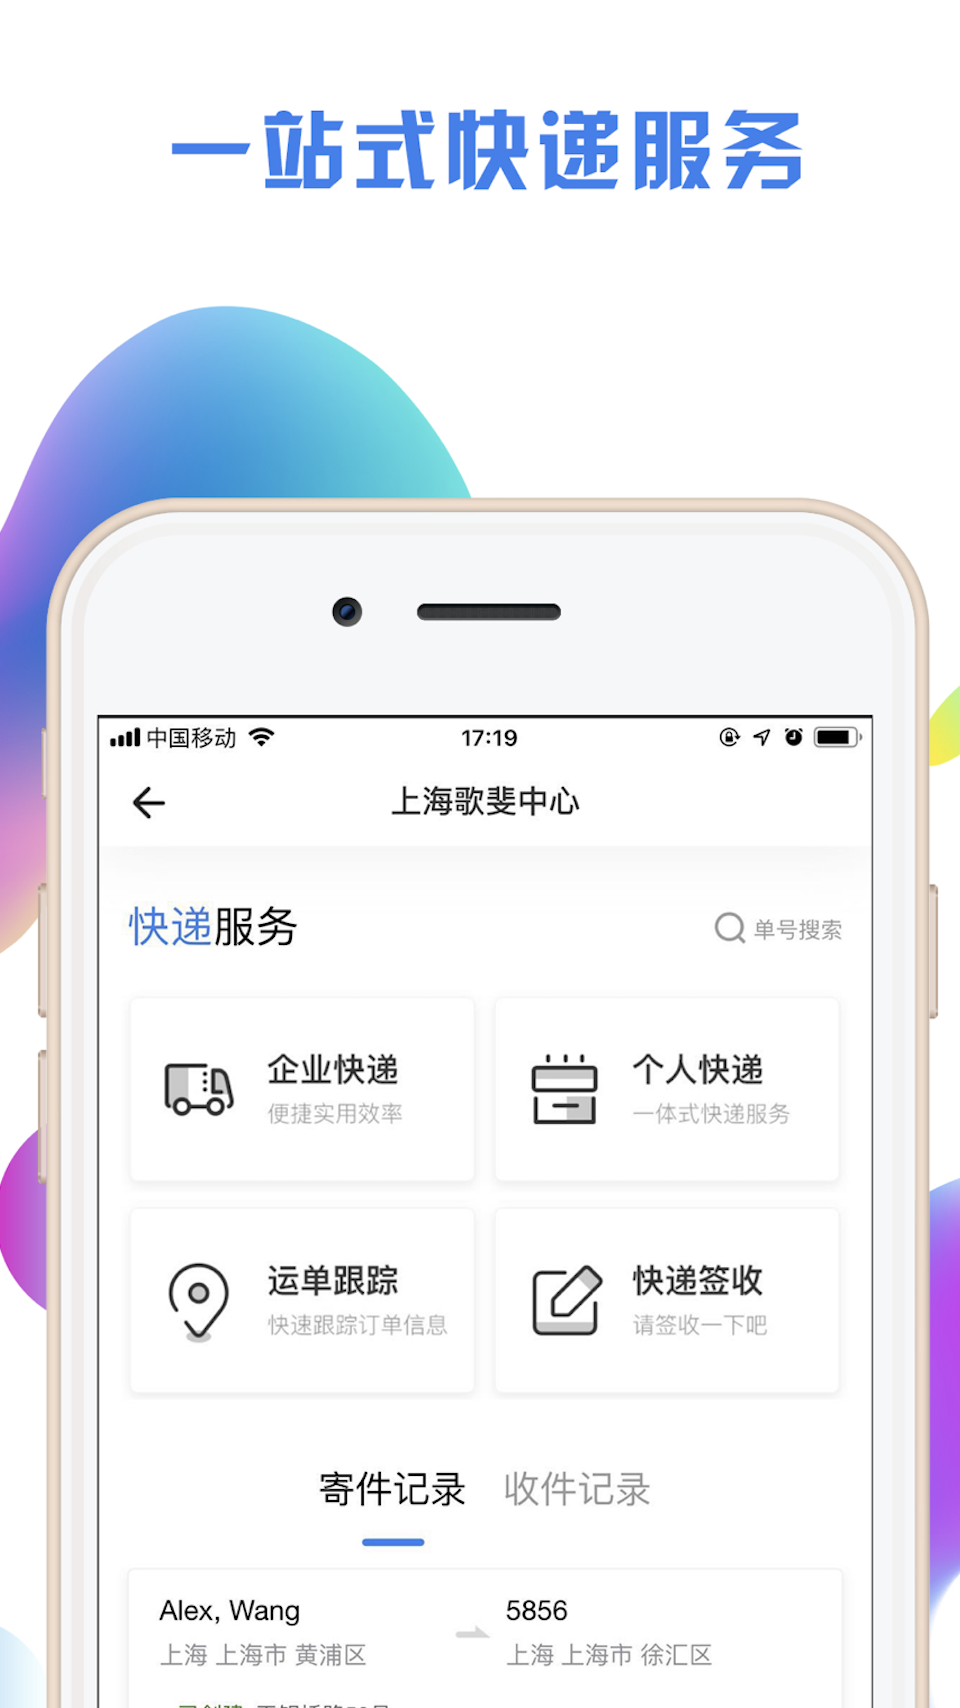 一站式快递服务
中国移动 17:19
上海歌斐中心
快递服务 单号搜索
企业快递 个人快递
便捷实用效率 一体式快递服务
运单跟踪 快递签收
快速跟踪订单信息 请签收一下吧
寄件记录 收件记录
Alex, Wang 5856
上海 上海市 黄浦区 上海 上海市 徐汇区